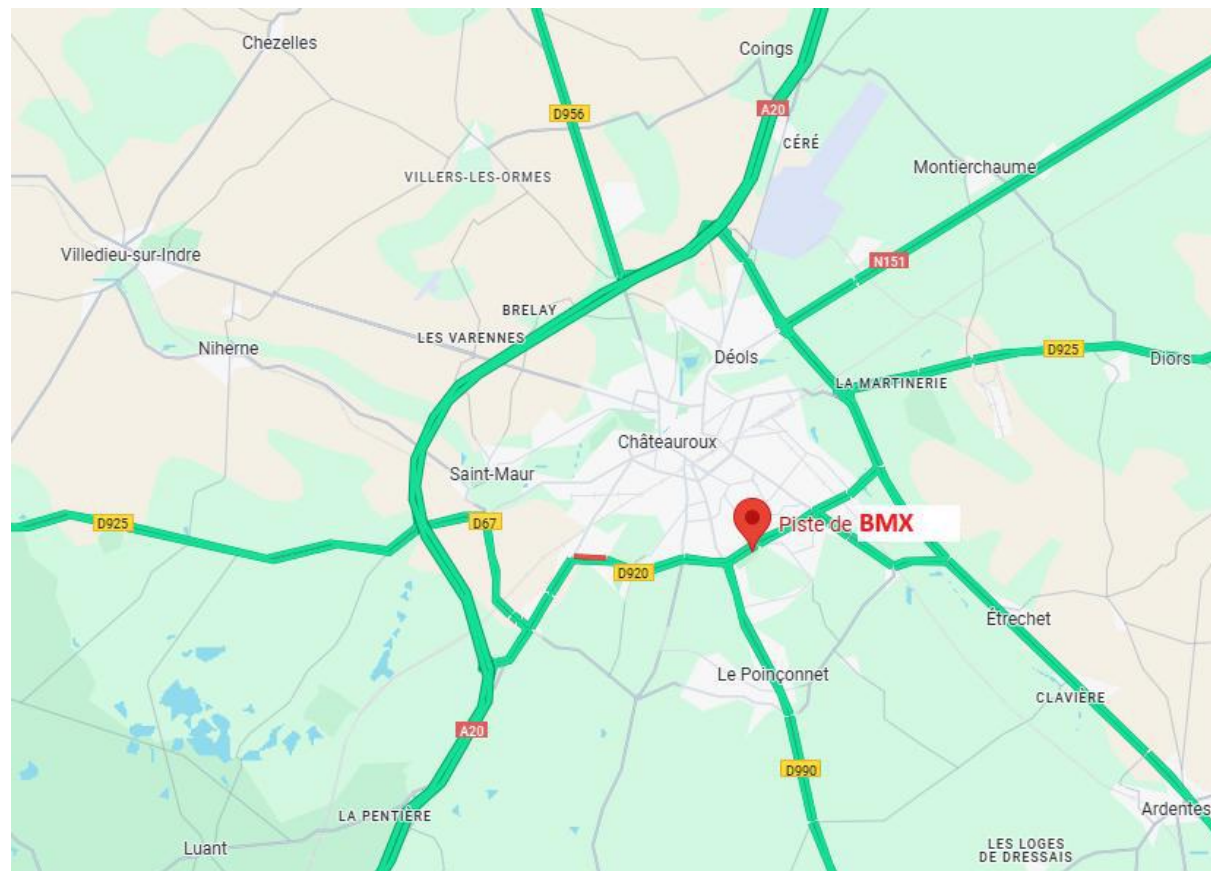 Chezelles
Coings
D956
A20
CÉRÉ
Montierchaume
VILLERS-LES-ORMES
Villedieu-sur-Indre
N151
BRELAY
LES VARENNES
Niherne
Déols
D925
Diors
LA MARTINERIE
Châteauroux
Saint-Maur
D925
D67
Piste de BMX
D920
Étrechet
Le Poinçonnet
CLAVIÈRE
A20
D990
LA PENTIÈRE
Ardentes
Luant
LES LOGES
DE DRESSAIS